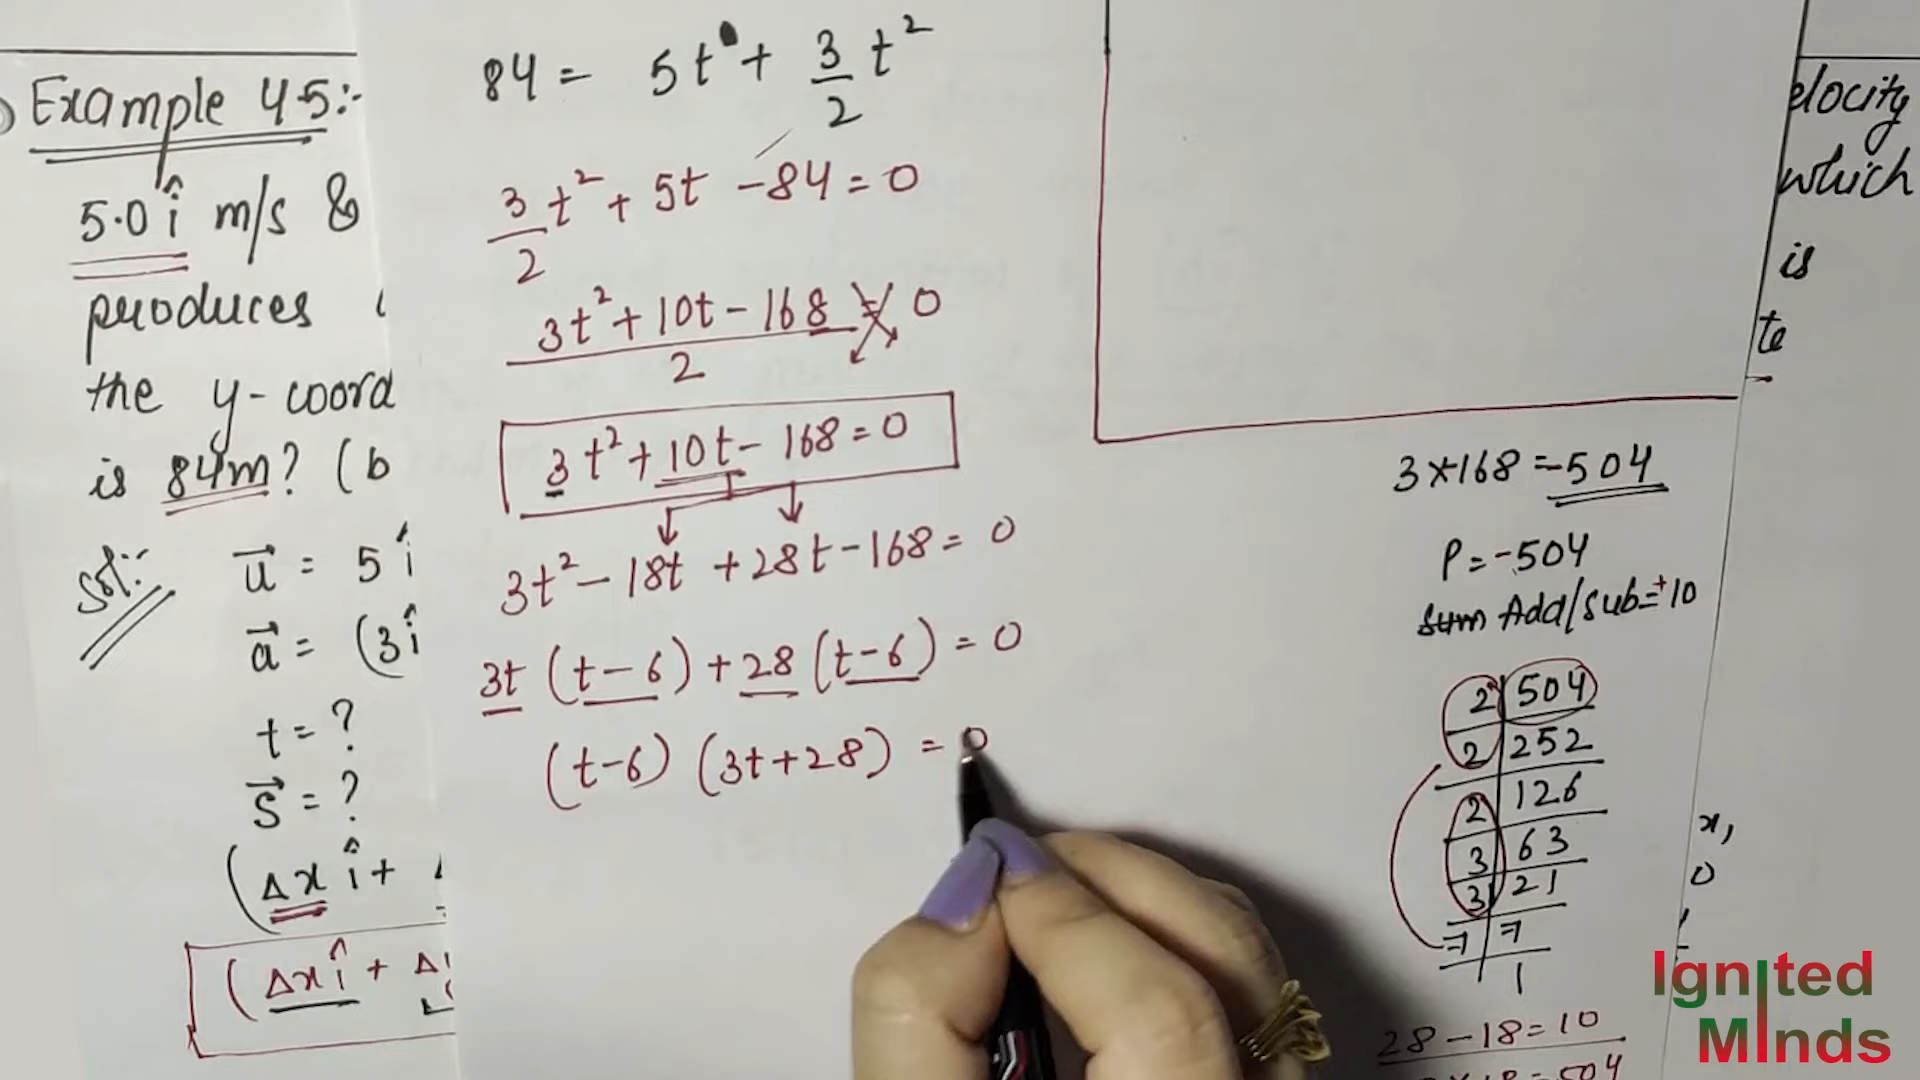 Example 4.5:-
5.0 î m/s &
produces
the y-coord
is 84m? (b
Sol:-
u⃗ = 5 î
a⃗ = (3î
t = ?
S⃗ = ?
(Δx î +
(Δx î + Δ
84 = 5t + 3/2 t²
3/2 t² + 5t - 84 = 0
3t² + 10t - 168 / 2 = 0
3t² + 10t - 168 = 0
3t² - 18t + 28t - 168 = 0
3t (t-6) + 28 (t-6) = 0
(t-6) (3t+28) = 0
elocity
which
is
te
3×168 = -504
P = -504
Sum Add/Sub = +10
2 | 504
2 | 252
2 | 126
3 | 63
3 | 21
7 | 7
1
28 - 18 = 10
x,
0
Ignited
Minds